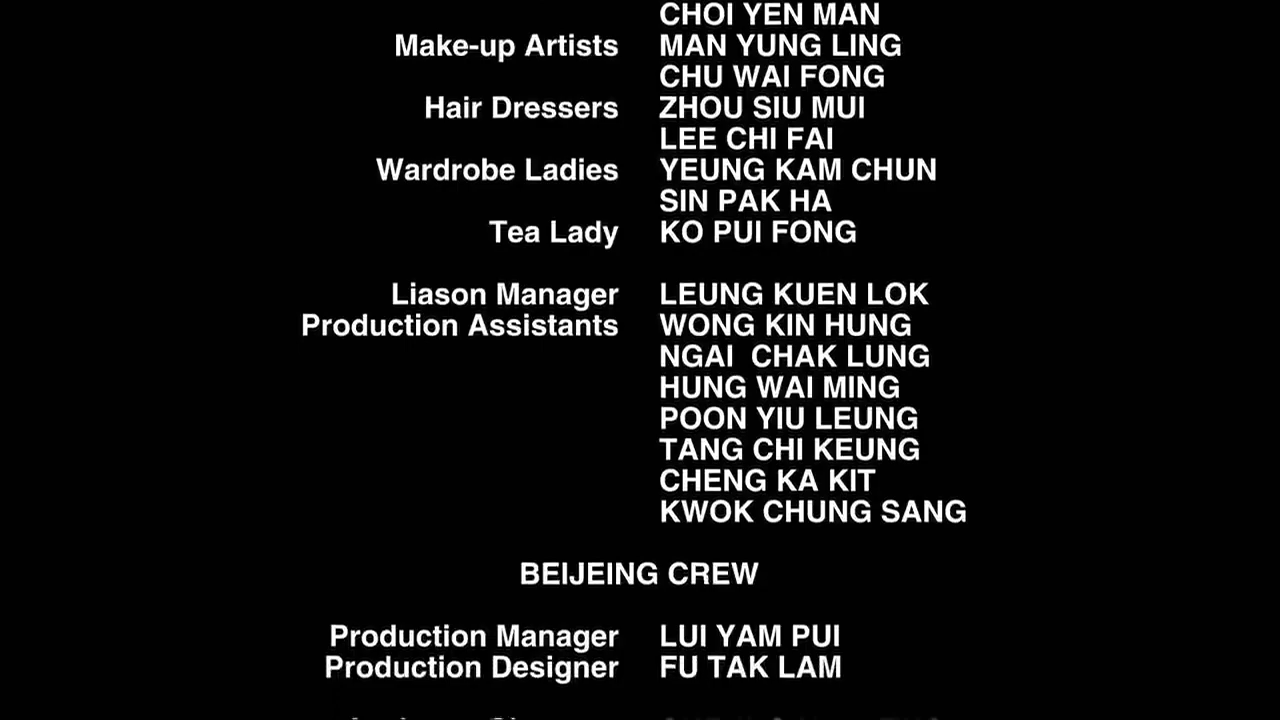 CHOI YEN MAN
Make-up Artists MAN YUNG LING
CHU WAI FONG
Hair Dressers ZHOU SIU MUI
LEE CHI FAI
Wardrobe Ladies YEUNG KAM CHUN
SIN PAK HA
Tea Lady KO PUI FONG
Liason Manager LEUNG KUEN LOK
Production Assistants WONG KIN HUNG
NGAI CHAK LUNG
HUNG WAI MING
POON YIU LEUNG
TANG CHI KEUNG
CHENG KA KIT
KWOK CHUNG SANG
BEIJEING CREW
Production Manager LUI YAM PUI
Production Designer FU TAK LAM